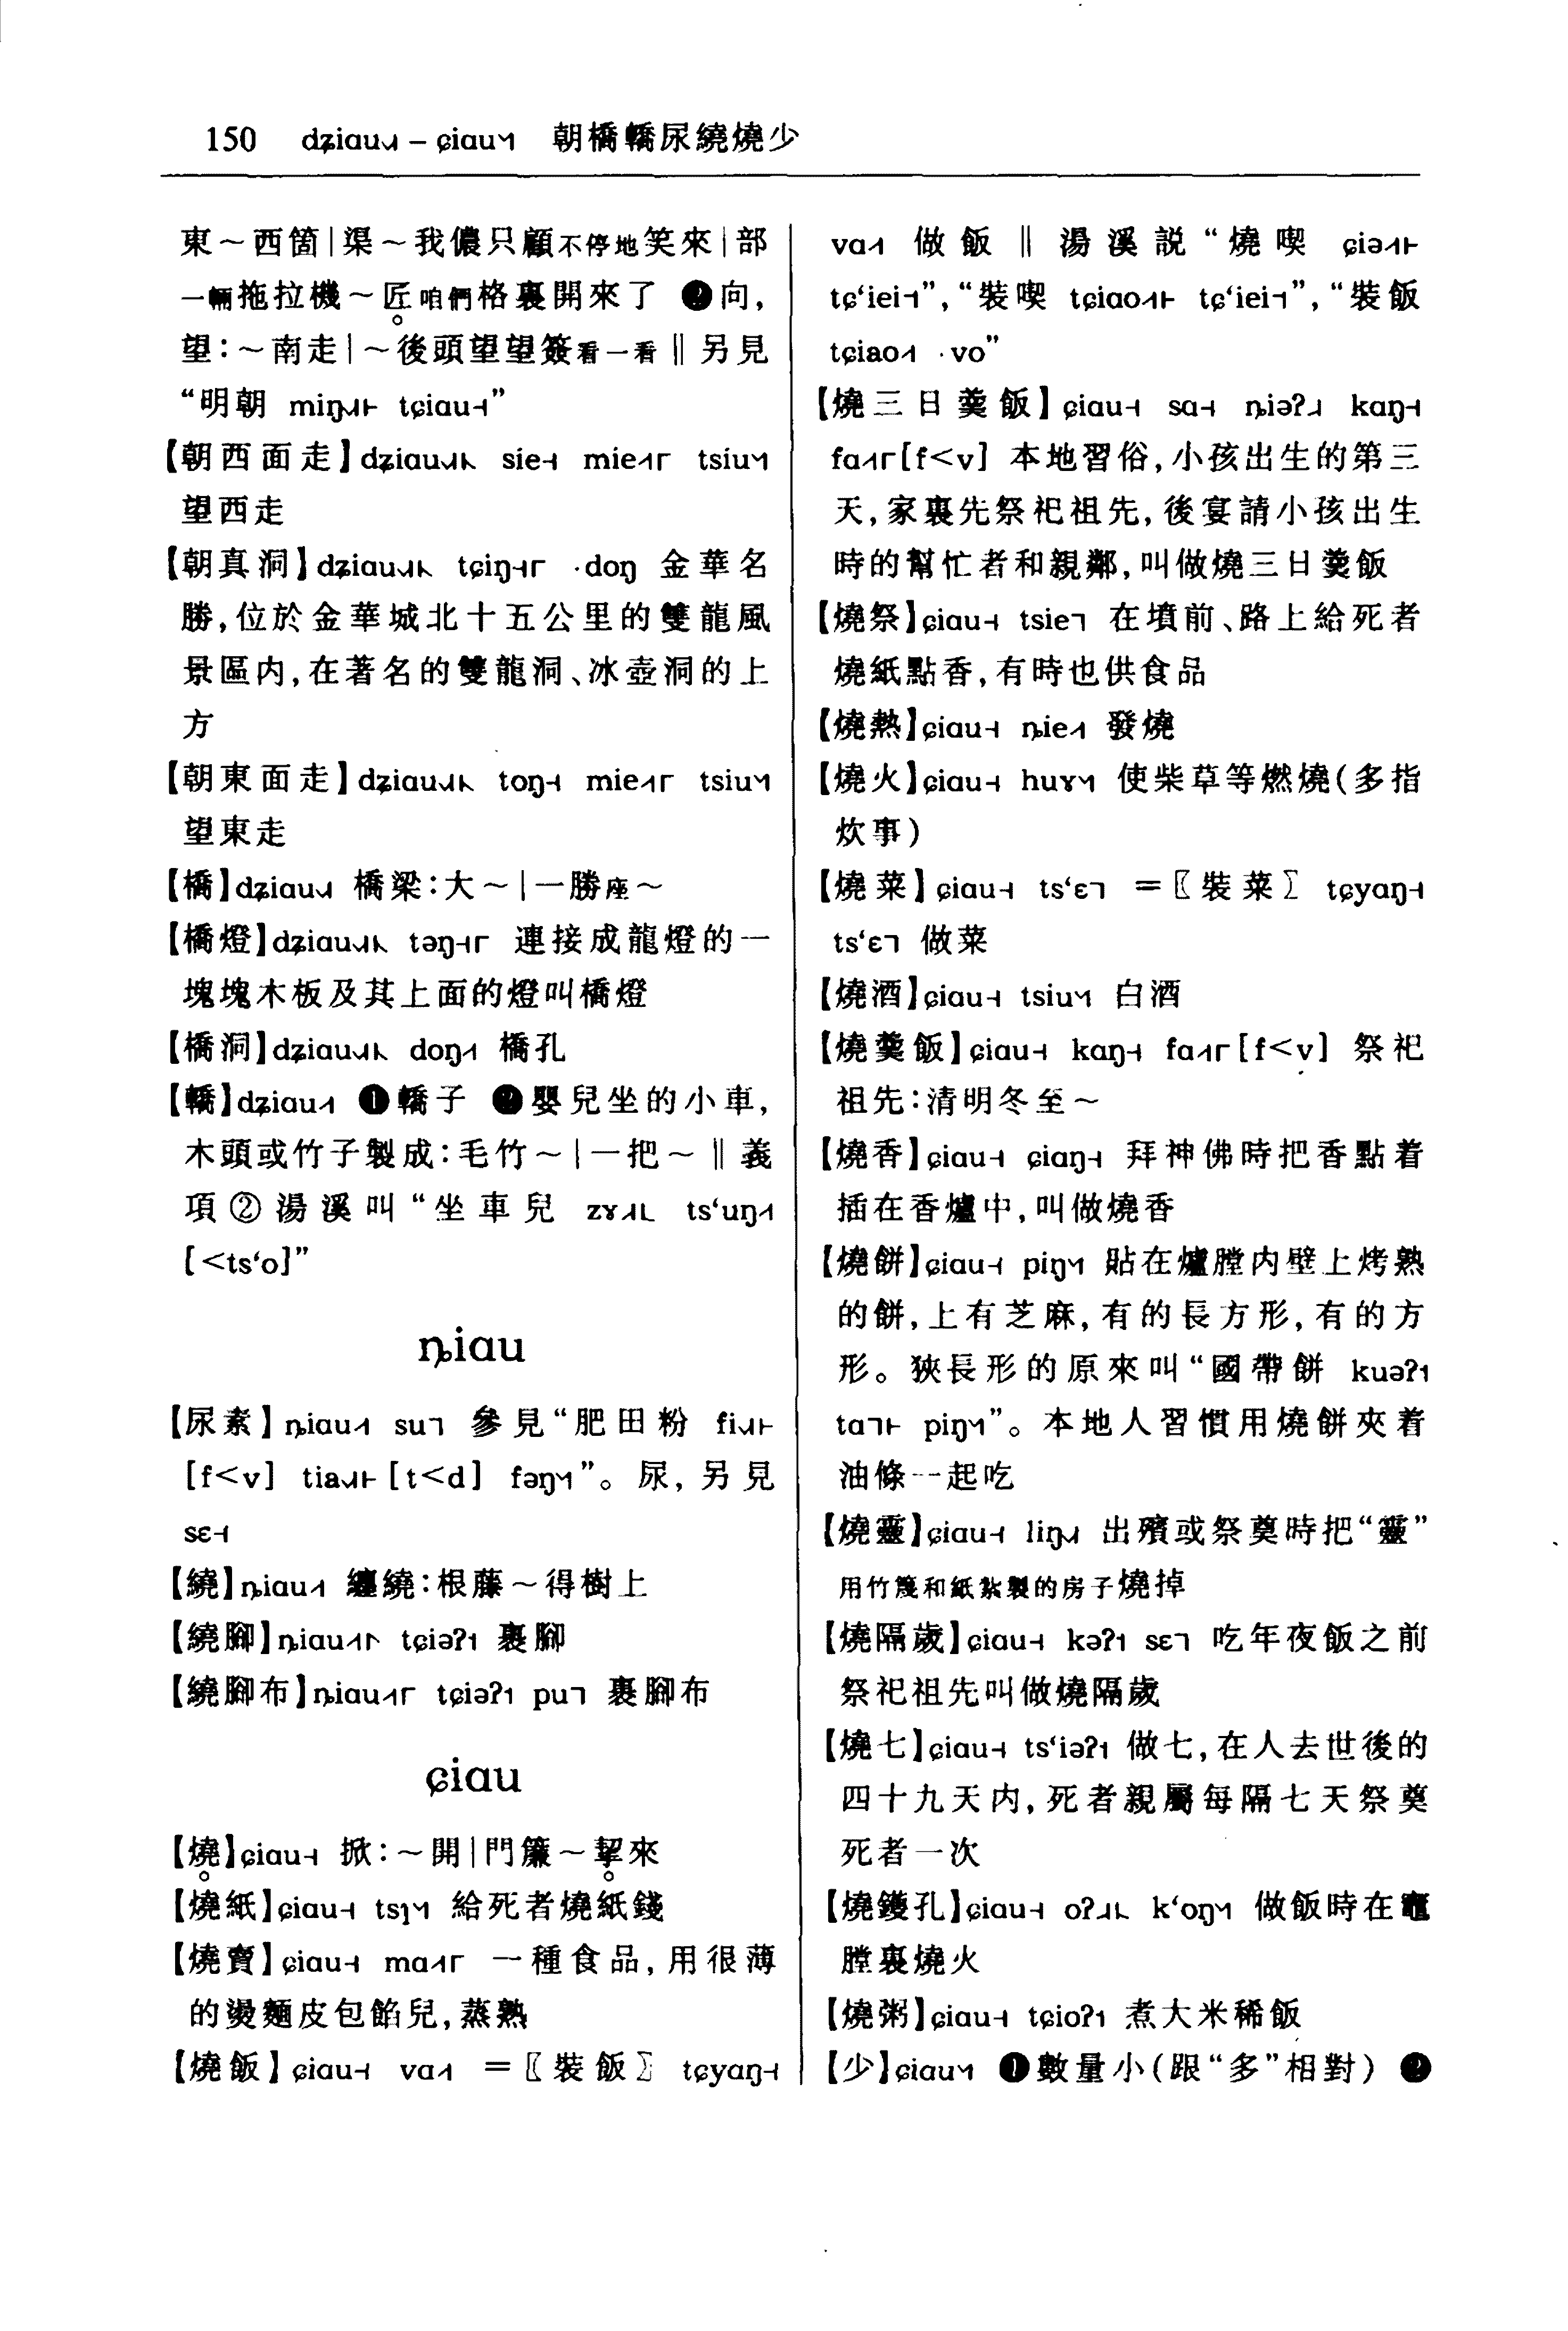 150 dʑiau – ɕiau 朝橋轎尿繞燒少
東～西箇｜渠～我儂只顧不停地笑來｜部
一輛拖拉機～匠咱們格裏開來了 ❷向，
望：～南走｜～後頭望望簽看一看‖另見
“明朝 miŋ tɕiau”
【朝西面走】dʑiau sie mie tsiu
望西走
【朝真洞】dʑiau tɕiŋ ·doŋ 金華名
勝，位於金華城北十五公里的雙龍風
景區内，在著名的雙龍洞、冰壺洞的上
方
【朝東面走】dʑiau toŋ mie tsiu
望東走
【橋】dʑiau 橋梁：大～｜一勝座～
【橋燈】dʑiau təŋ 連接成龍燈的一
塊塊木板及其上面的燈叫橋燈
【橋洞】dʑiau doŋ 橋孔
【轎】dʑiau ❶轎子 ❷嬰兒坐的小車，
木頭或竹子製成：毛竹～｜一把～‖義
項②湯溪叫“坐車兒 zɤ ts‘uŋ
[<ts‘o]”
ȵiau
【尿素】ȵiau su 參見“肥田粉 fi
[f<v] tia[t<d] fəŋ”。尿，另見
sɛ
【繞】ȵiau 纏繞：根藤～得樹上
【繞腳】ȵiau tɕiəʔ 裹腳
【繞腳布】ȵiau tɕiəʔ pu 裹腳布
ɕiau
【燒】ɕiau 掀：～開｜門簾～挈來
【燒紙】ɕiau tsɿ 給死者燒紙錢
【燒賣】ɕiau ma 一種食品，用很薄
的燙麵皮包餡兒，蒸熟
【燒飯】ɕiau va ＝〖裝飯〗tɕyaŋ
va 做飯‖湯溪説“燒喫 ɕiə
tɕ‘iei”，“裝喫 tɕiao tɕ‘iei”，“裝飯
tɕiao ·vo”
【燒三日羹飯】ɕiau sa ȵiəʔ kaŋ
fa[f<v] 本地習俗，小孩出生的第三
天，家裏先祭祀祖先，後宴請小孩出生
時的幫忙者和親鄰，叫做燒三日羹飯
【燒祭】ɕiau tsie 在墳前、路上給死者
燒紙點香，有時也供食品
【燒熱】ɕiau ȵie 發燒
【燒火】ɕiau huɤ 使柴草等燃燒（多指
炊事）
【燒菜】ɕiau ts‘ɛ ＝〖裝菜〗tɕyaŋ
ts‘ɛ 做菜
【燒酒】ɕiau tsiu 白酒
【燒羹飯】ɕiau kaŋ fa[f<v] 祭祀
祖先：清明冬至～
【燒香】ɕiau ɕiaŋ 拜神佛時把香點着
插在香爐中，叫做燒香
【燒餅】ɕiau piŋ 貼在爐膛内壁上烤熟
的餅，上有芝麻，有的長方形，有的方
形。狹長形的原來叫“國帶餅 kuəʔ
ta piŋ”。本地人習慣用燒餅夾着
油條一起吃
【燒靈】ɕiau liŋ 出殯或祭奠時把“靈”
用竹篾和紙紮製的房子燒掉
【燒隔歲】ɕiau kəʔ sɛ 吃年夜飯之前
祭祀祖先叫做燒隔歲
【燒七】ɕiau ts‘iəʔ 做七，在人去世後的
四十九天内，死者親屬每隔七天祭奠
死者一次
【燒鑊孔】ɕiau oʔ k‘oŋ 做飯時在竈
膛裏燒火
【燒粥】ɕiau tɕioʔ 煮大米稀飯
【少】ɕiau ❶數量小（跟“多”相對） ❷